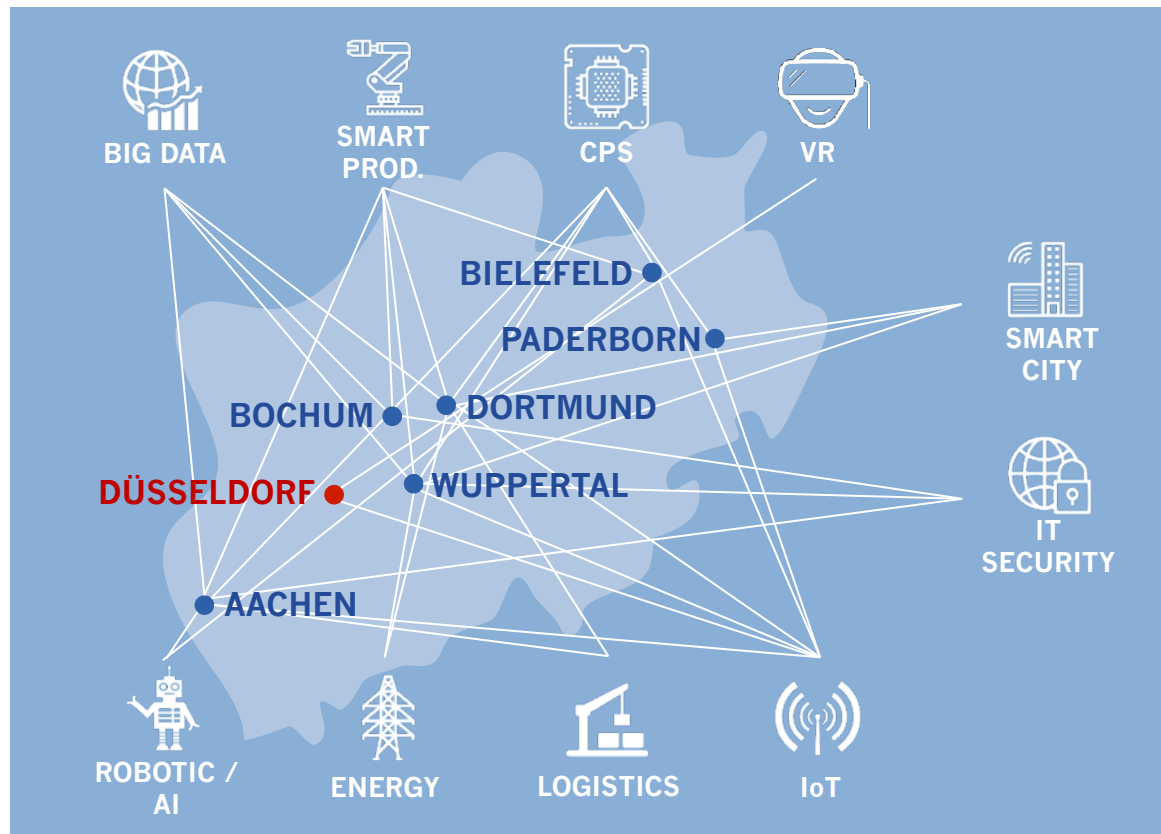 BIG DATA
SMART
PROD.
CPS
VR
BIELEFELD
PADERBORN
SMART
CITY
BOCHUM
DORTMUND
DÜSSELDORF
WUPPERTAL
IT
SECURITY
AACHEN
ROBOTIC /
AI
ENERGY
LOGISTICS
IoT